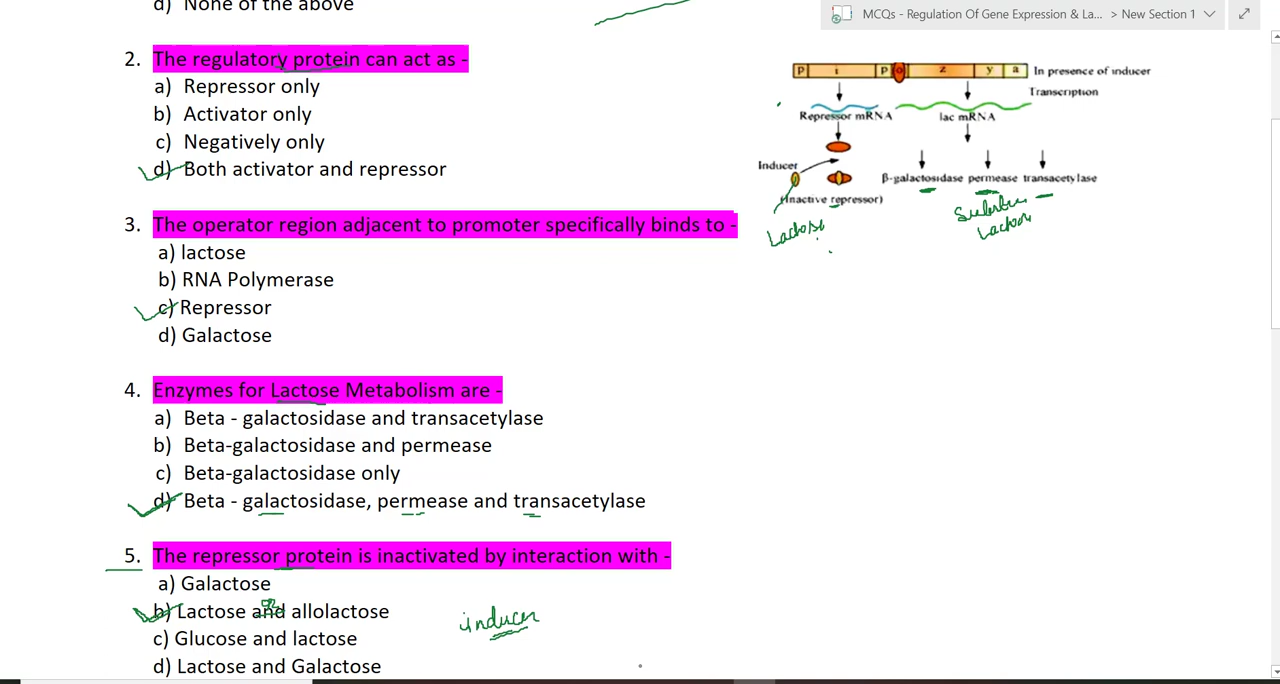 d) None of the above
MCQs - Regulation Of Gene Expression & La... > New Section 1
2. The regulatory protein can act as -
a) Repressor only
b) Activator only
c) Negatively only
d) Both activator and repressor
3. The operator region adjacent to promoter specifically binds to -
a) lactose
b) RNA Polymerase
c) Repressor
d) Galactose
4. Enzymes for Lactose Metabolism are -
a) Beta - galactosidase and transacetylase
b) Beta-galactosidase and permease
c) Beta-galactosidase only
d) Beta - galactosidase, permease and transacetylase
5. The repressor protein is inactivated by interaction with -
a) Galactose
b) Lactose and allolactose
or
c) Glucose and lactose
d) Lactose and Galactose
inducer
P i P o z y a In presence of inducer
Transcription
Repressor mRNA lac mRNA
Inducer
β-galactosidase permease transacetylase
(Inactive repressor)
Lactose